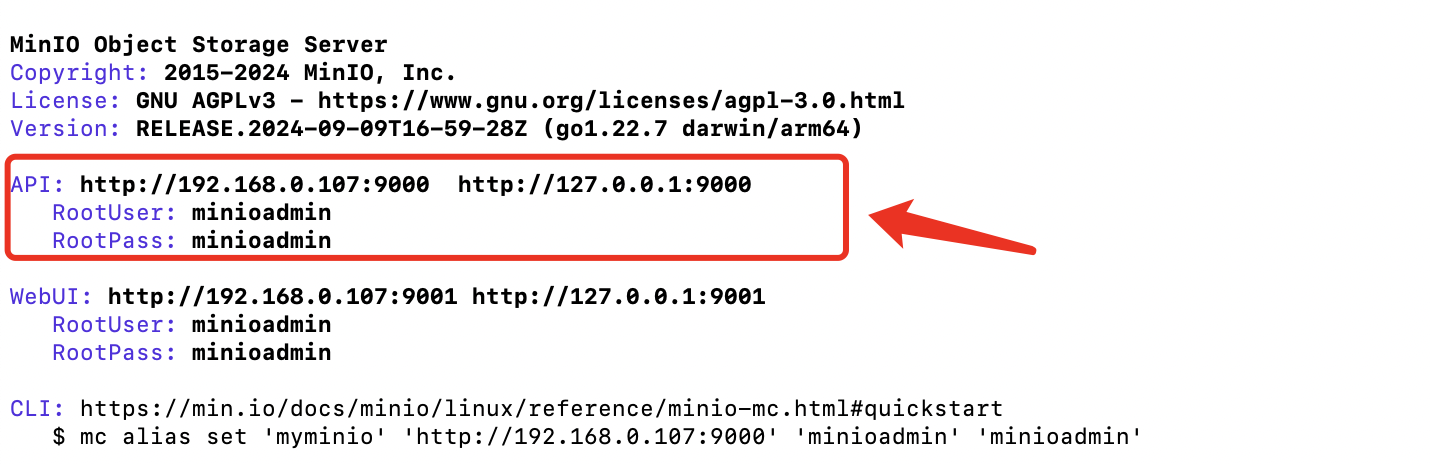 MinIO Object Storage Server
Copyright: 2015-2024 MinIO, Inc.
License: GNU AGPLv3 - https://www.gnu.org/licenses/agpl-3.0.html
Version: RELEASE.2024-09-09T16-59-28Z (go1.22.7 darwin/arm64)
API: http://192.168.0.107:9000  http://127.0.0.1:9000
   RootUser: minioadmin
   RootPass: minioadmin
WebUI: http://192.168.0.107:9001 http://127.0.0.1:9001
   RootUser: minioadmin
   RootPass: minioadmin
CLI: https://min.io/docs/minio/linux/reference/minio-mc.html#quickstart
   $ mc alias set 'myminio' 'http://192.168.0.107:9000' 'minioadmin' 'minioadmin'